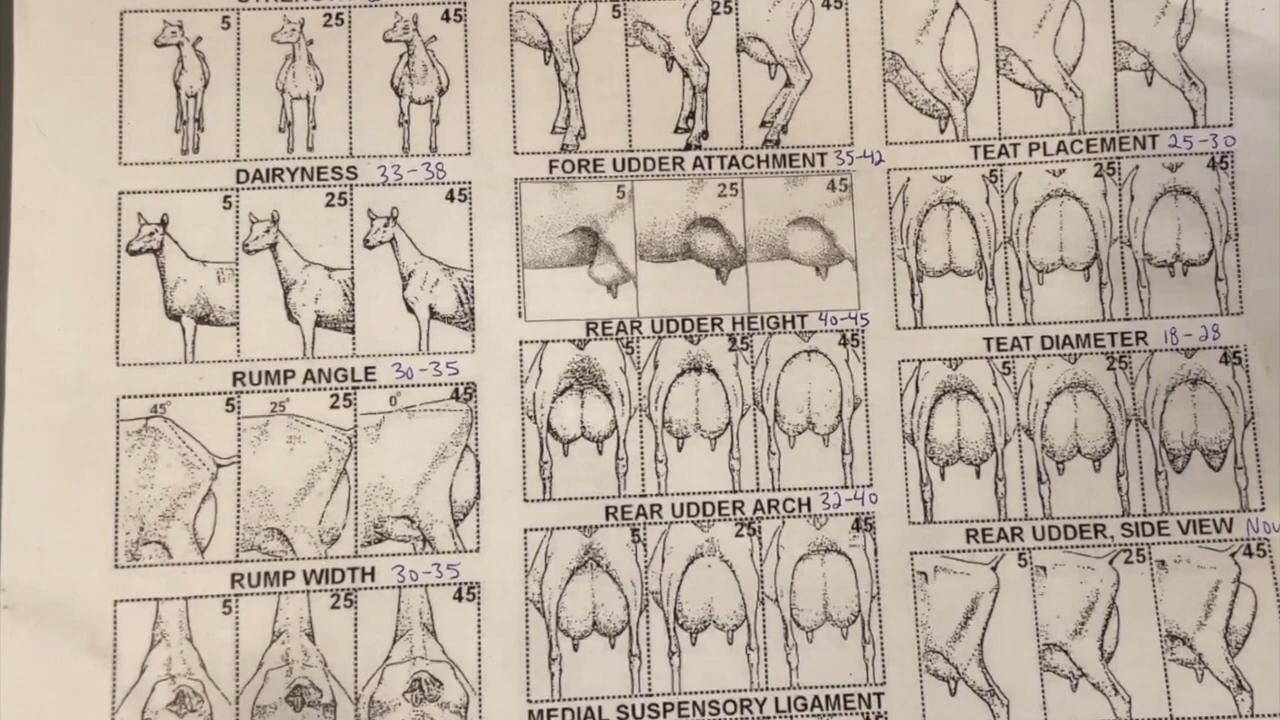 5 25 45
DAIRYNESS 33-38
5 25 45
RUMP ANGLE 30-35
45° 5 25° 25 0° 45
RUMP WIDTH 30-35
5 25 45
5 25 45
FORE UDDER ATTACHMENT 35-42
5 25 45
REAR UDDER HEIGHT 40-45
5 25 45
REAR UDDER ARCH 32-40
5 25 45
MEDIAL SUSPENSORY LIGAMENT
TEAT PLACEMENT 25-30
5 25 45
TEAT DIAMETER 18-28
5 25 45
REAR UDDER, SIDE VIEW
5 25 45